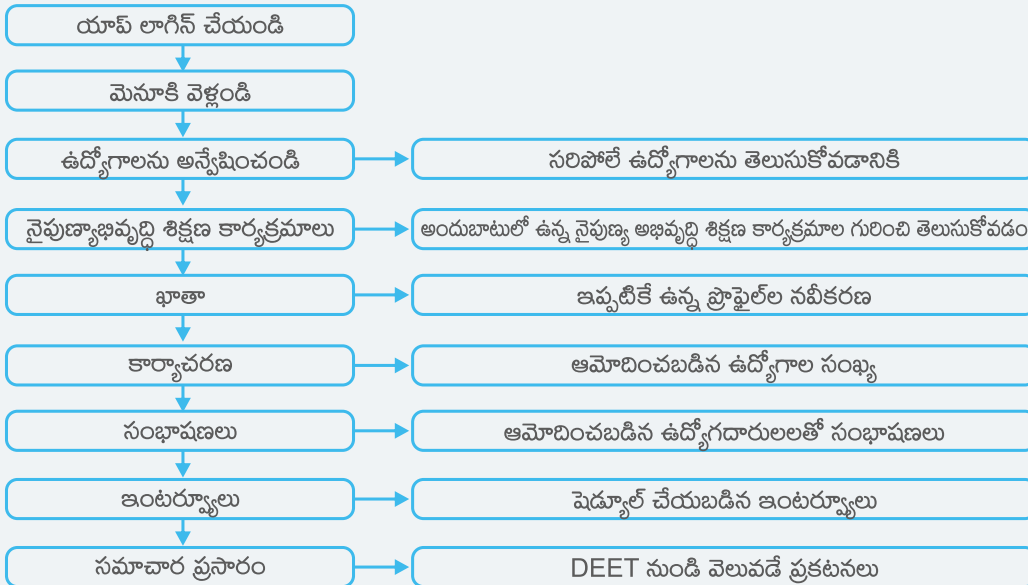 యాప్ లాగిన్ చేయండి
మెనూకి వెళ్లండి
ఉద్యోగాలను అన్వేషించండి
సరిపోలే ఉద్యోగాలను తెలుసుకోవడానికి
నైపుణ్యాభివృద్ధి శిక్షణ కార్యక్రమాలు
అందుబాటులో ఉన్న నైపుణ్య అభివృద్ధి శిక్షణ కార్యక్రమాల గురించి తెలుసుకోవడం
ఖాతా
ఇప్పటికే ఉన్న ప్రొఫైల్‌ల నవీకరణ
కార్యాచరణ
ఆమోదించబడిన ఉద్యోగాల సంఖ్య
సంభాషణలు
ఆమోదించబడిన ఉద్యోగదారులలతో సంభాషణలు
ఇంటర్వ్యూలు
షెడ్యూల్ చేయబడిన ఇంటర్వ్యూలు
సమాచార ప్రసారం
DEET నుండి వెలువడే ప్రకటనలు